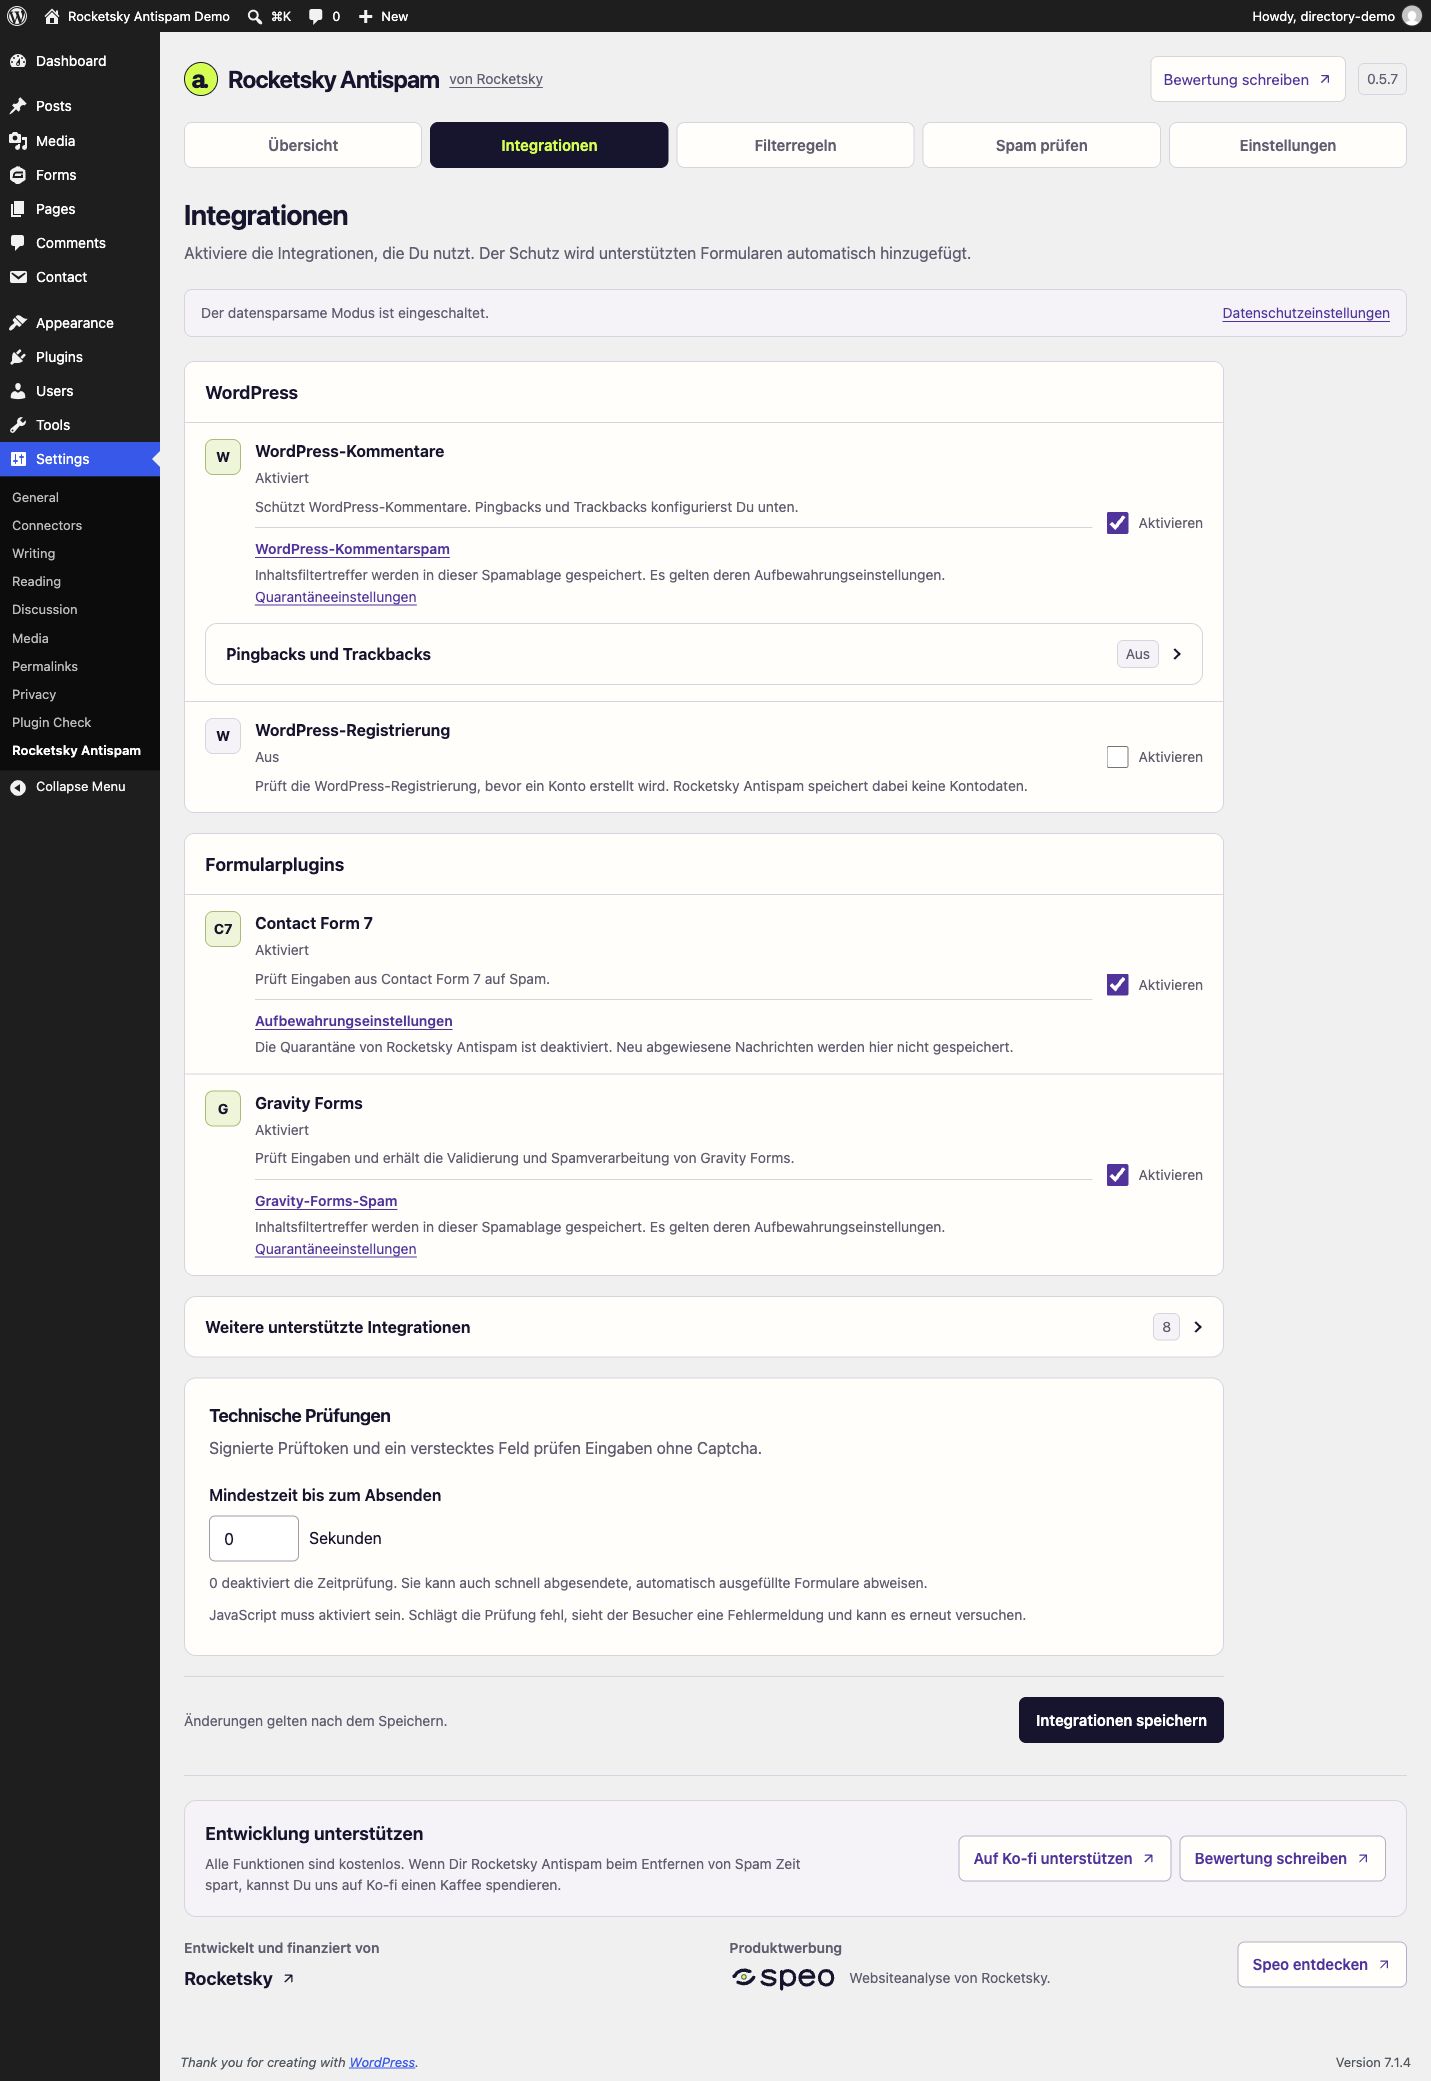 Rocketsky Antispam Demo ⌘K 0 New
Howdy, directory-demo
Dashboard
Posts
Media
Forms
Pages
Comments
Contact
Appearance
Plugins
Users
Tools
Settings
General
Connectors
Writing
Reading
Discussion
Media
Permalinks
Privacy
Plugin Check
Rocketsky Antispam
Collapse Menu
a. Rocketsky Antispam von Rocketsky
Bewertung schreiben ↗ 0.5.7
Übersicht Integrationen Filterregeln Spam prüfen Einstellungen
Integrationen
Aktiviere die Integrationen, die Du nutzt. Der Schutz wird unterstützten Formularen automatisch hinzugefügt.
Der datensparsame Modus ist eingeschaltet. Datenschutzeinstellungen
WordPress
W WordPress-Kommentare
Aktiviert
Schützt WordPress-Kommentare. Pingbacks und Trackbacks konfigurierst Du unten.
Aktivieren
WordPress-Kommentarspam
Inhaltsfiltertreffer werden in dieser Spamablage gespeichert. Es gelten deren Aufbewahrungseinstellungen.
Quarantäneeinstellungen
Pingbacks und Trackbacks Aus
W WordPress-Registrierung
Aus
Aktivieren
Prüft die WordPress-Registrierung, bevor ein Konto erstellt wird. Rocketsky Antispam speichert dabei keine Kontodaten.
Formularplugins
C7 Contact Form 7
Aktiviert
Prüft Eingaben aus Contact Form 7 auf Spam.
Aktivieren
Aufbewahrungseinstellungen
Die Quarantäne von Rocketsky Antispam ist deaktiviert. Neu abgewiesene Nachrichten werden hier nicht gespeichert.
G Gravity Forms
Aktiviert
Prüft Eingaben und erhält die Validierung und Spamverarbeitung von Gravity Forms.
Aktivieren
Gravity-Forms-Spam
Inhaltsfiltertreffer werden in dieser Spamablage gespeichert. Es gelten deren Aufbewahrungseinstellungen.
Quarantäneeinstellungen
Weitere unterstützte Integrationen 8
Technische Prüfungen
Signierte Prüftoken und ein verstecktes Feld prüfen Eingaben ohne Captcha.
Mindestzeit bis zum Absenden
0 Sekunden
0 deaktiviert die Zeitprüfung. Sie kann auch schnell abgesendete, automatisch ausgefüllte Formulare abweisen.
JavaScript muss aktiviert sein. Schlägt die Prüfung fehl, sieht der Besucher eine Fehlermeldung und kann es erneut versuchen.
Änderungen gelten nach dem Speichern. Integrationen speichern
Entwicklung unterstützen
Alle Funktionen sind kostenlos. Wenn Dir Rocketsky Antispam beim Entfernen von Spam Zeit
spart, kannst Du uns auf Ko-fi einen Kaffee spendieren.
Auf Ko-fi unterstützen ↗ Bewertung schreiben ↗
Entwickelt und finanziert von
Rocketsky ↗
Produktwerbung
speo Websiteanalyse von Rocketsky.
Speo entdecken ↗
Thank you for creating with WordPress.
Version 7.1.4